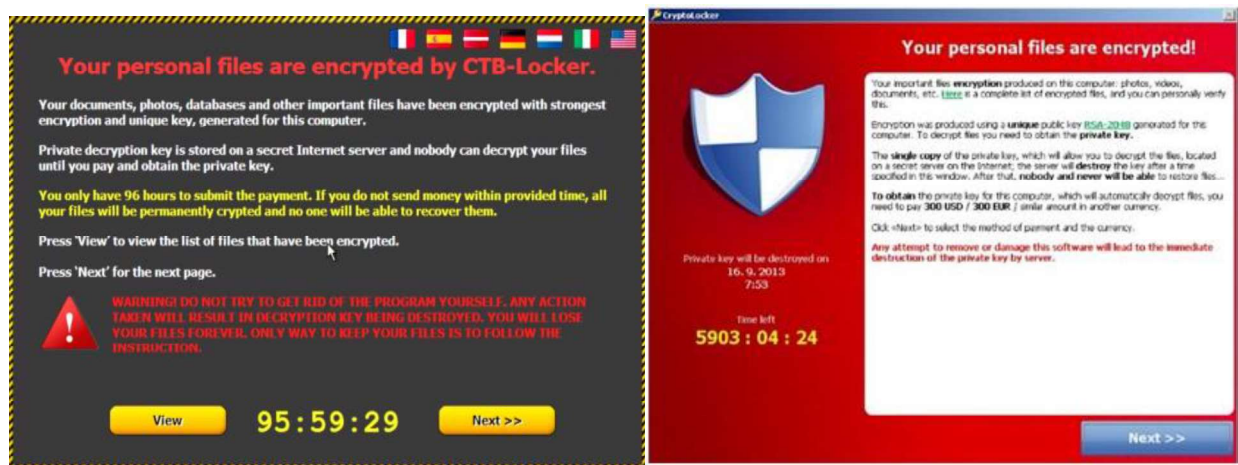 Your personal files are encrypted by CTB-Locker.
Your documents, photos, databases and other important files have been encrypted with strongest
encryption and unique key, generated for this computer.
Private decryption key is stored on a secret Internet server and nobody can decrypt your files
until you pay and obtain the private key.
You only have 96 hours to submit the payment. If you do not send money within provided time, all
your files will be permanently crypted and no one will be able to recover them.
Press 'View' to view the list of files that have been encrypted.
Press 'Next' for the next page.
WARNING! DO NOT TRY TO GET RID OF THE PROGRAM YOURSELF. ANY ACTION
TAKEN WILL RESULT IN DECRYPTION KEY BEING DESTROYED. YOU WILL LOSE
YOUR FILES FOREVER. ONLY WAY TO KEEP YOUR FILES IS TO FOLLOW THE
INSTRUCTION.
View
95:59:29
Next >>
CryptoLocker
Your personal files are encrypted!
Your important files encryption produced on this computer: photos, videos,
documents, etc. Here is a complete list of encrypted files, and you can personally verify
this.
Encryption was produced using a unique public key RSA-2048 generated for this
computer. To decrypt files you need to obtain the private key.
The single copy of the private key, which will allow you to decrypt the files, located
on a secret server on the Internet; the server will destroy the key after a time
specified in this window. After that, nobody and never will be able to restore files...
To obtain the private key for this computer, which will automatically decrypt files, you
need to pay 300 USD / 300 EUR / similar amount in another currency.
Click «Next» to select the method of payment and the currency.
Any attempt to remove or damage this software will lead to the immediate
destruction of the private key by server.
Private key will be destroyed on
16. 9. 2013
7:53
Time left
5903 : 04 : 24
Next >>